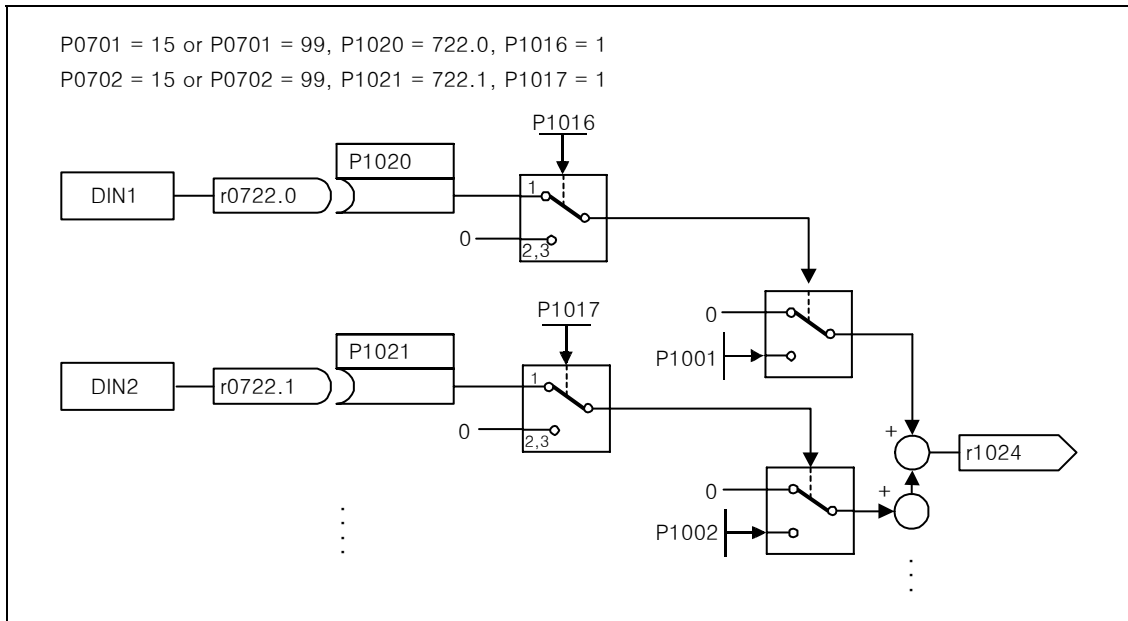 P0701 = 15 or P0701 = 99, P1020 = 722.0, P1016 = 1
P0702 = 15 or P0702 = 99, P1021 = 722.1, P1017 = 1
P1016
P1020
DIN1
r0722.0
1
0
2,3
P1017
0
P1021
P1001
DIN2
r0722.1
1
0
2,3
+
r1024
0
+
P1002